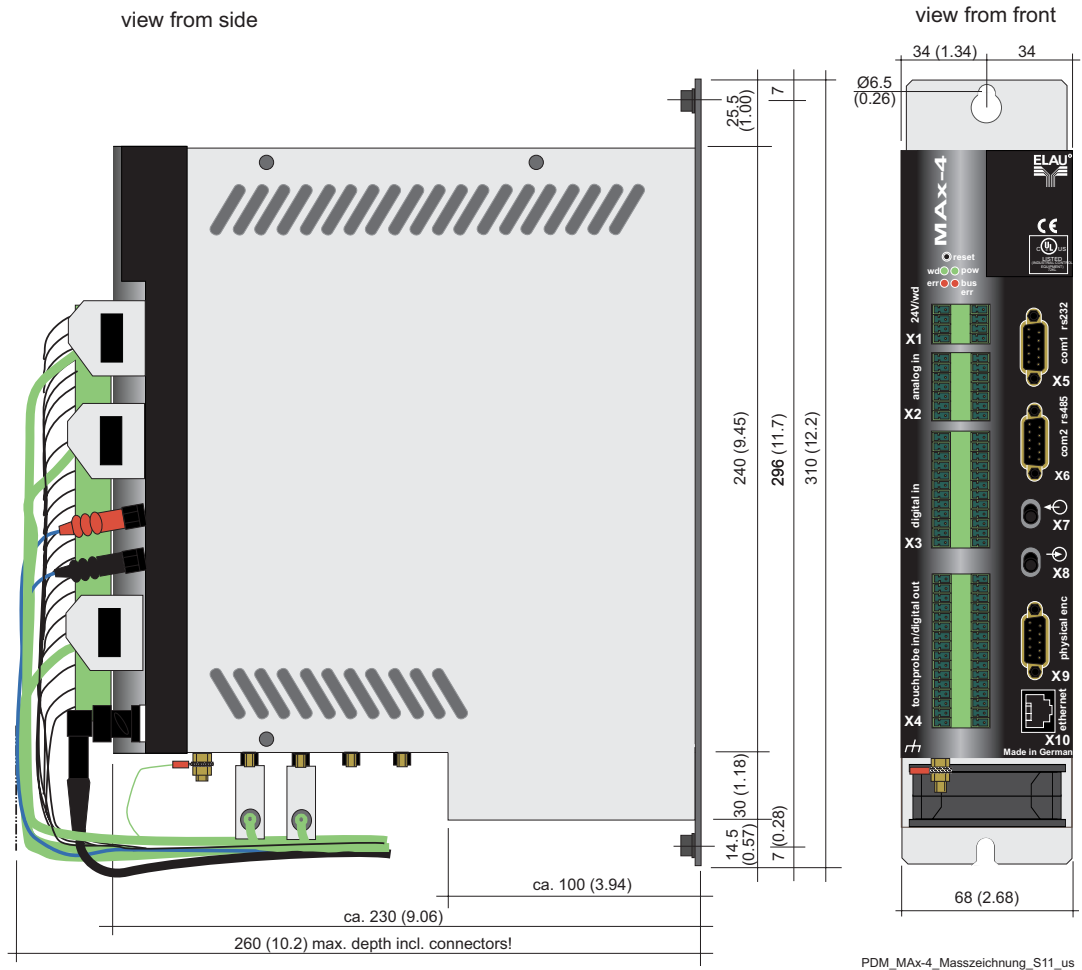 view from side
view from front
34 (1.34)
34
Ø6.5
(0.26)
7
25.5
(1.00)
240 (9.45)
296 (11.7)
310 (12.2)
30 (1.18)
14.5
(0.57)
7 (0.28)
ca. 100 (3.94)
ca. 230 (9.06)
260 (10.2) max. depth incl. connectors!
68 (2.68)
MAx-4
ELAU
CE
C UL US
LISTED
reset
wd
pow
err
bus
err
24V/wd
X1
analog in
X2
digital in
X3
touchprobe in/digital out
X4
com1 rs232
X5
com2 rs485
X6
X7
X8
physical enc
X9
ethernet
X10
Made in German
PDM_MAx-4_Masszeichnung_S11_us